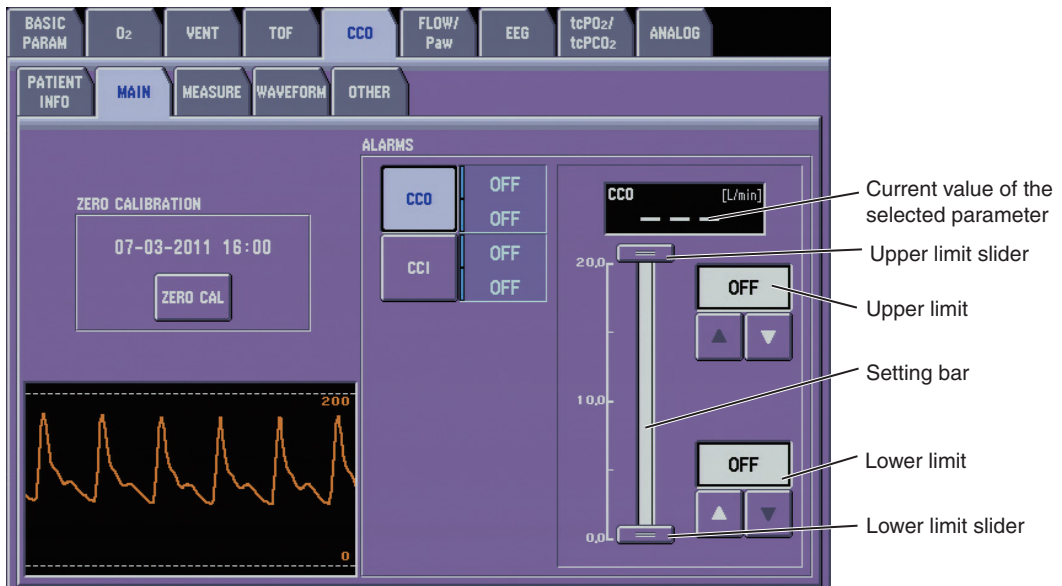 BASIC
PARAM
O2
VENT
TOF
CCO
FLOW/
Paw
EEG
tcPO2/
tcPCO2
ANALOG
PATIENT
INFO
MAIN
MEASURE
WAVEFORM
OTHER
ALARMS
ZERO CALIBRATION
07-03-2011 16:00
ZERO CAL
CCO
OFF
OFF
CCI
OFF
OFF
CCO [L/min]
---
20,0
10,0
0,0
OFF
OFF
200
0
Current value of the
selected parameter
Upper limit slider
Upper limit
Setting bar
Lower limit
Lower limit slider